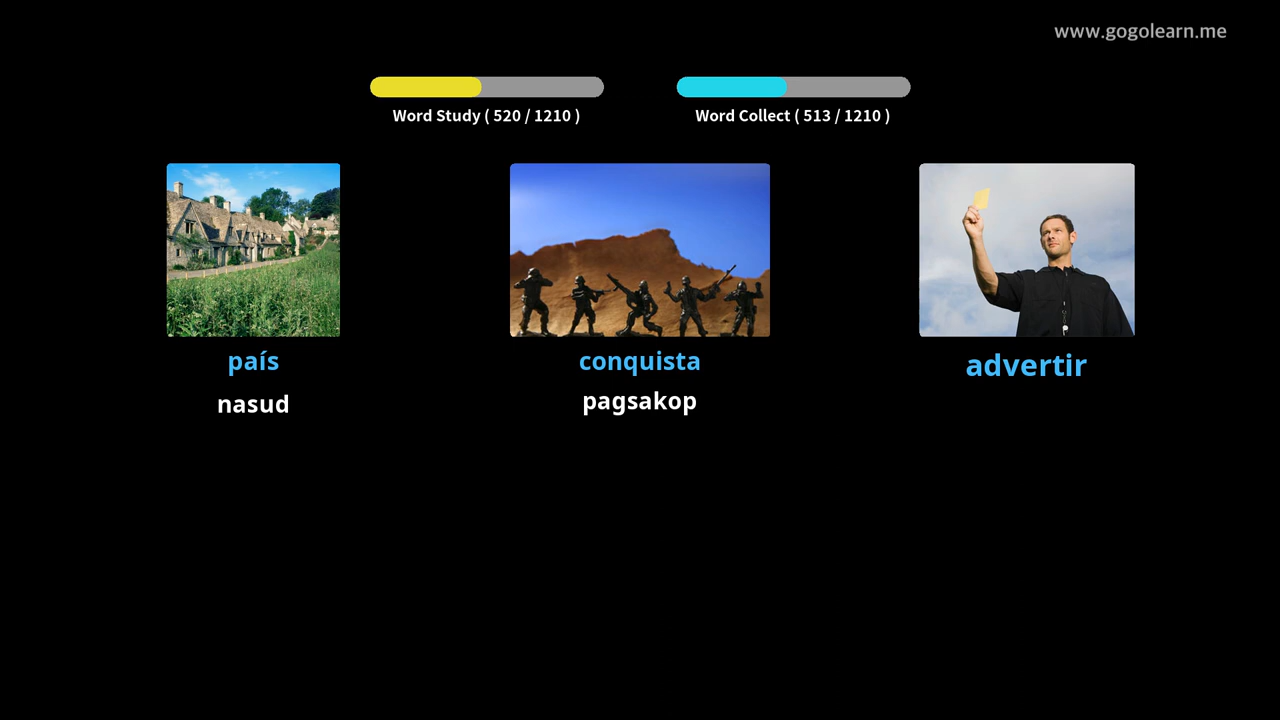 www.gogolearn.me
Word Study ( 520 / 1210 )
Word Collect ( 513 / 1210 )
país
conquista
advertir
nasud
pagsakop